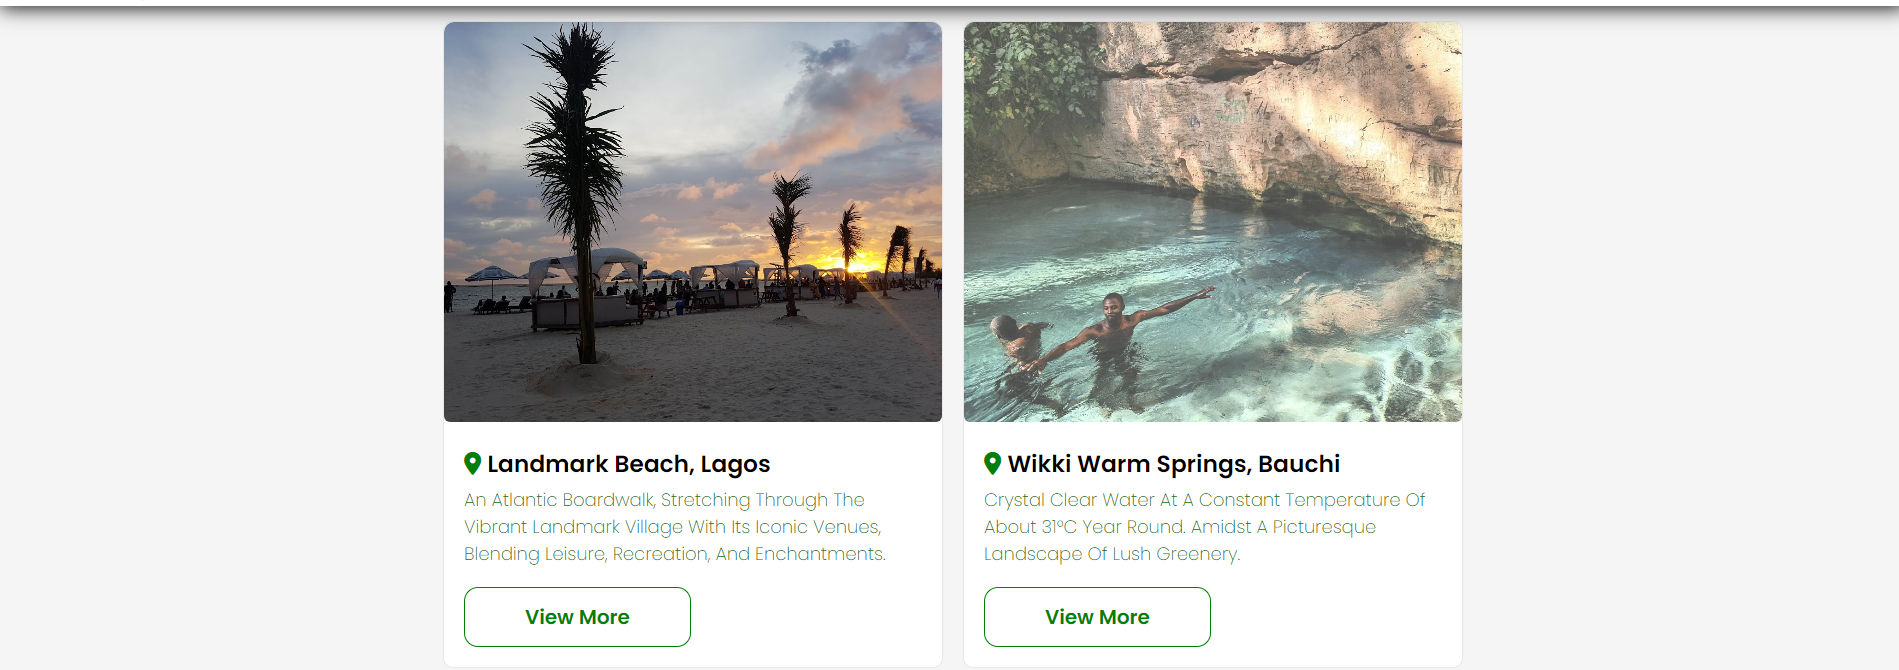 Landmark Beach, Lagos
An Atlantic Boardwalk, Stretching Through The
Vibrant Landmark Village With Its Iconic Venues,
Blending Leisure, Recreation, And Enchantments.
View More
Wikki Warm Springs, Bauchi
Crystal Clear Water At A Constant Temperature Of
About 31°C Year Round. Amidst A Picturesque
Landscape Of Lush Greenery.
View More